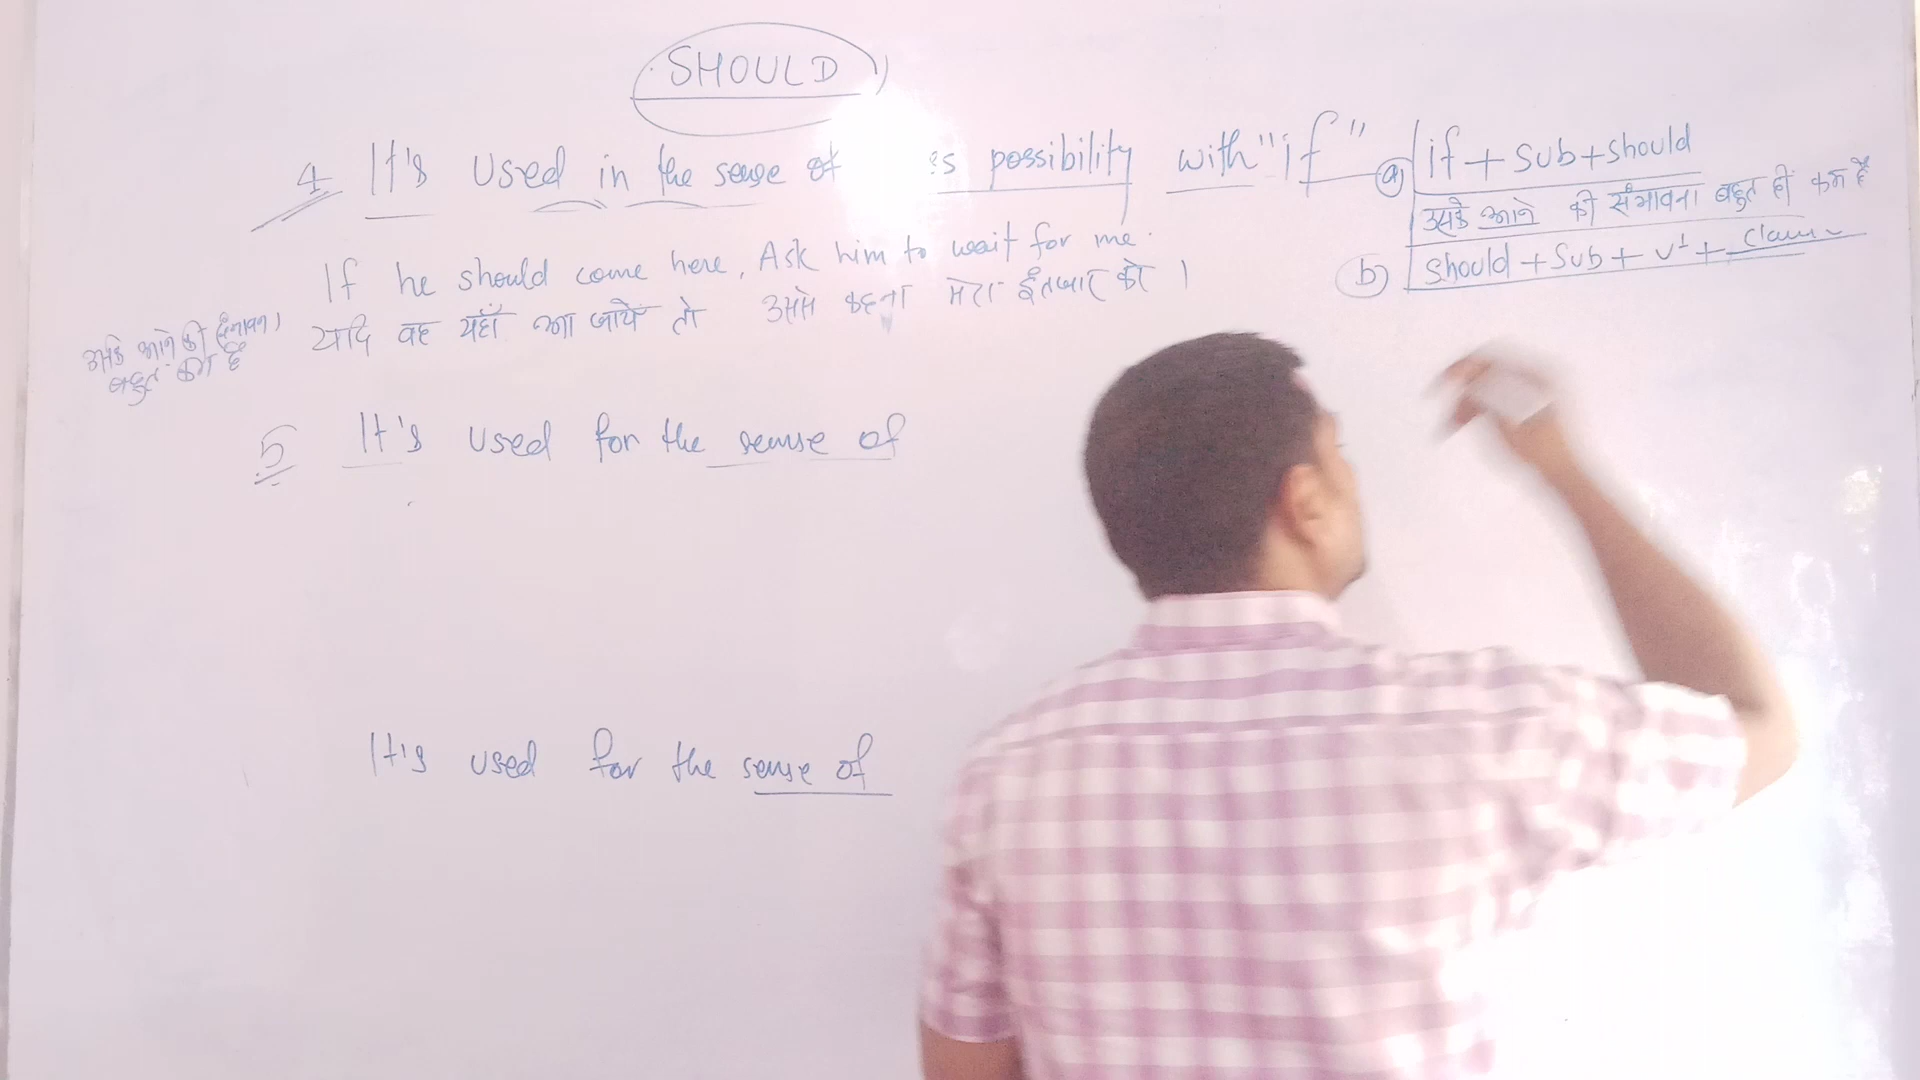 SHOULD
4 It's used in the sense of es possibility with "if"
a) if + Sub + should
उसके आने की संभावना बहुत ही कम है
b) Should + Sub + V¹ + Clause
If he should come here, Ask him to wait for me.
यदि वह यहाँ आ जाये तो उससे कहना मेरा इंतजार करे ।
उसके आने की संभावना
बहुत कम है
5 It's used for the sense of
It's used for the sense of